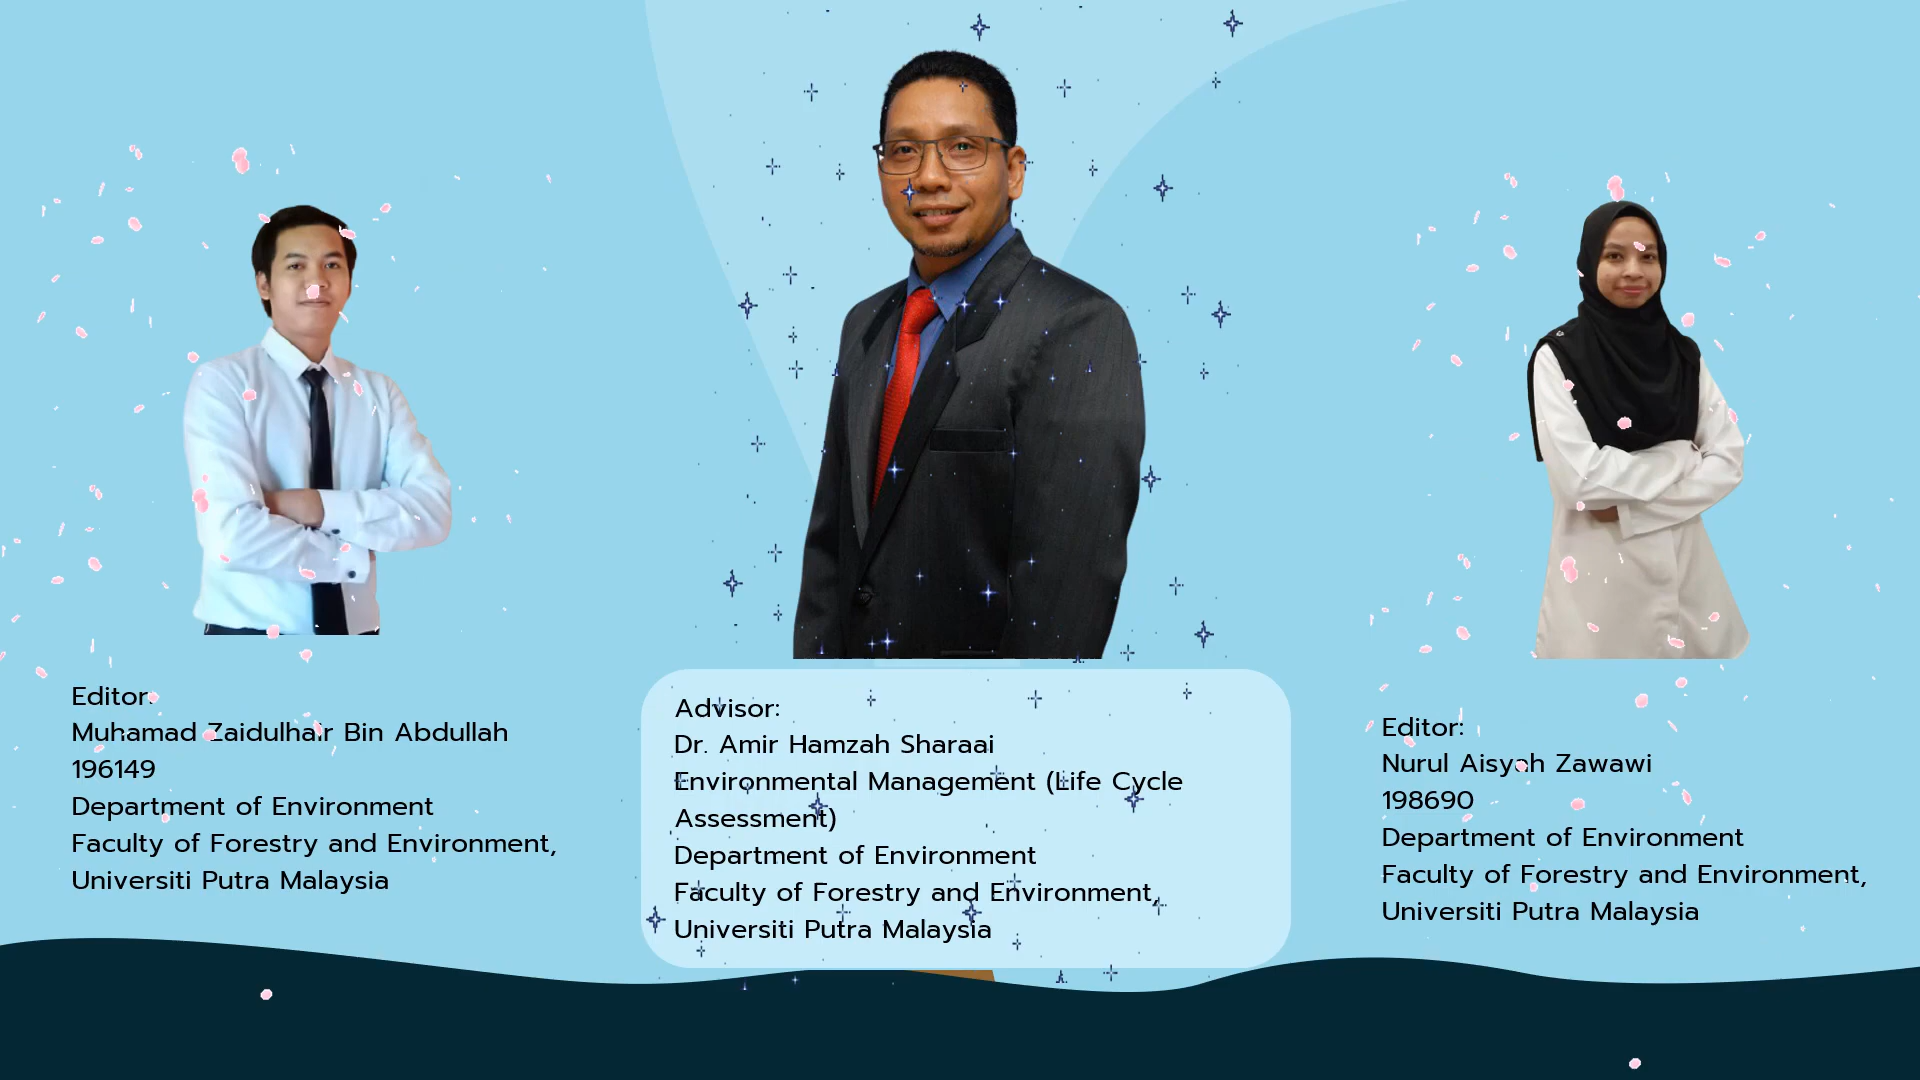 Editor:
Muhamad Zaidulhair Bin Abdullah
196149
Department of Environment
Faculty of Forestry and Environment,
Universiti Putra Malaysia
Advisor:
Dr. Amir Hamzah Sharaai
Environmental Management (Life Cycle
Assessment)
Department of Environment
Faculty of Forestry and Environment,
Universiti Putra Malaysia
Editor:
Nurul Aisyah Zawawi
198690
Department of Environment
Faculty of Forestry and Environment,
Universiti Putra Malaysia